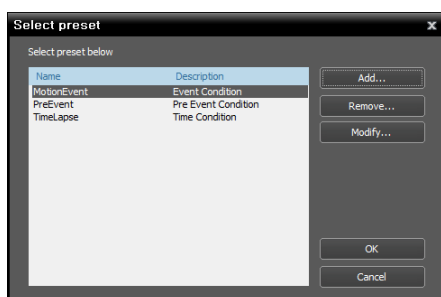 Select preset x
Select preset below
Name Description
MotionEvent Event Condition
PreEvent Pre Event Condition
TimeLapse Time Condition
Add...
Remove...
Modify...
OK
Cancel